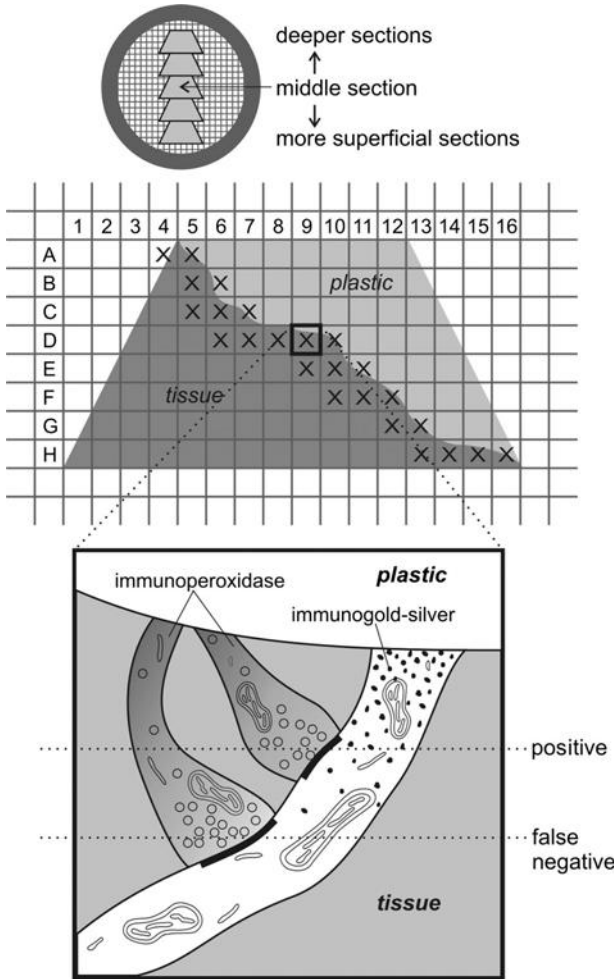 deeper sections
middle section
more superficial sections
1 2 3 4 5 6 7 8 9 10 11 12 13 14 15 16
A X X
B X X
plastic
C X X X
D X X X X X
E X X X
tissue
F X X X
G X X
H X X X X
immunoperoxidase
plastic
immunogold-silver
positive
false
negative
tissue